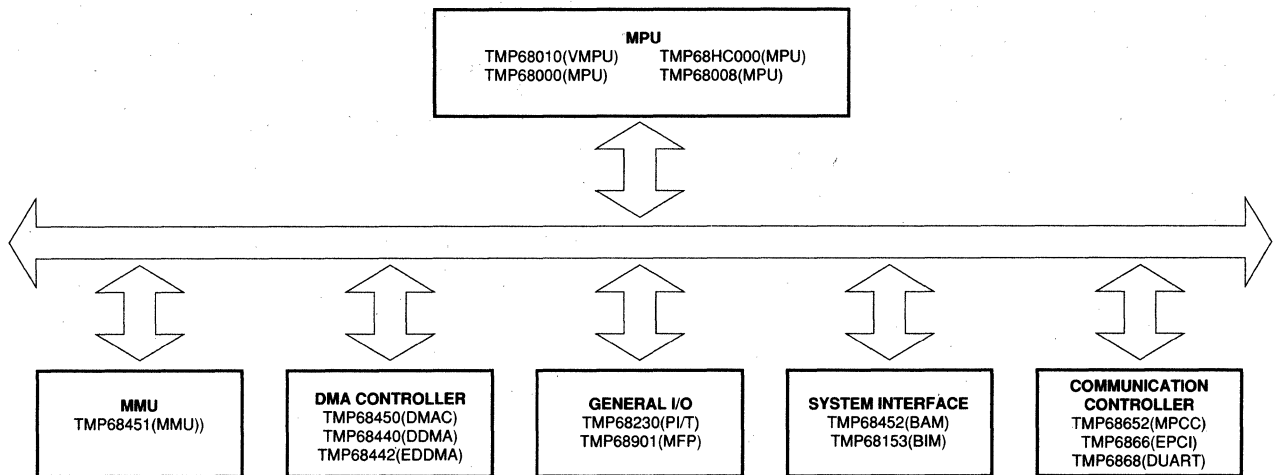 MPU
TMP68010(VMPU) TMP68HC000(MPU)
TMP68000(MPU) TMP68008(MPU)
MMU
TMP68451(MMU))
DMA CONTROLLER
TMP68450(DMAC)
TMP68440(DDMA)
TMP68442(EDDMA)
GENERAL I/O
TMP68230(PI/T)
TMP68901(MFP)
SYSTEM INTERFACE
TMP68452(BAM)
TMP68153(BIM)
COMMUNICATION
CONTROLLER
TMP68652(MPCC)
TMP6866(EPCI)
TMP6868(DUART)